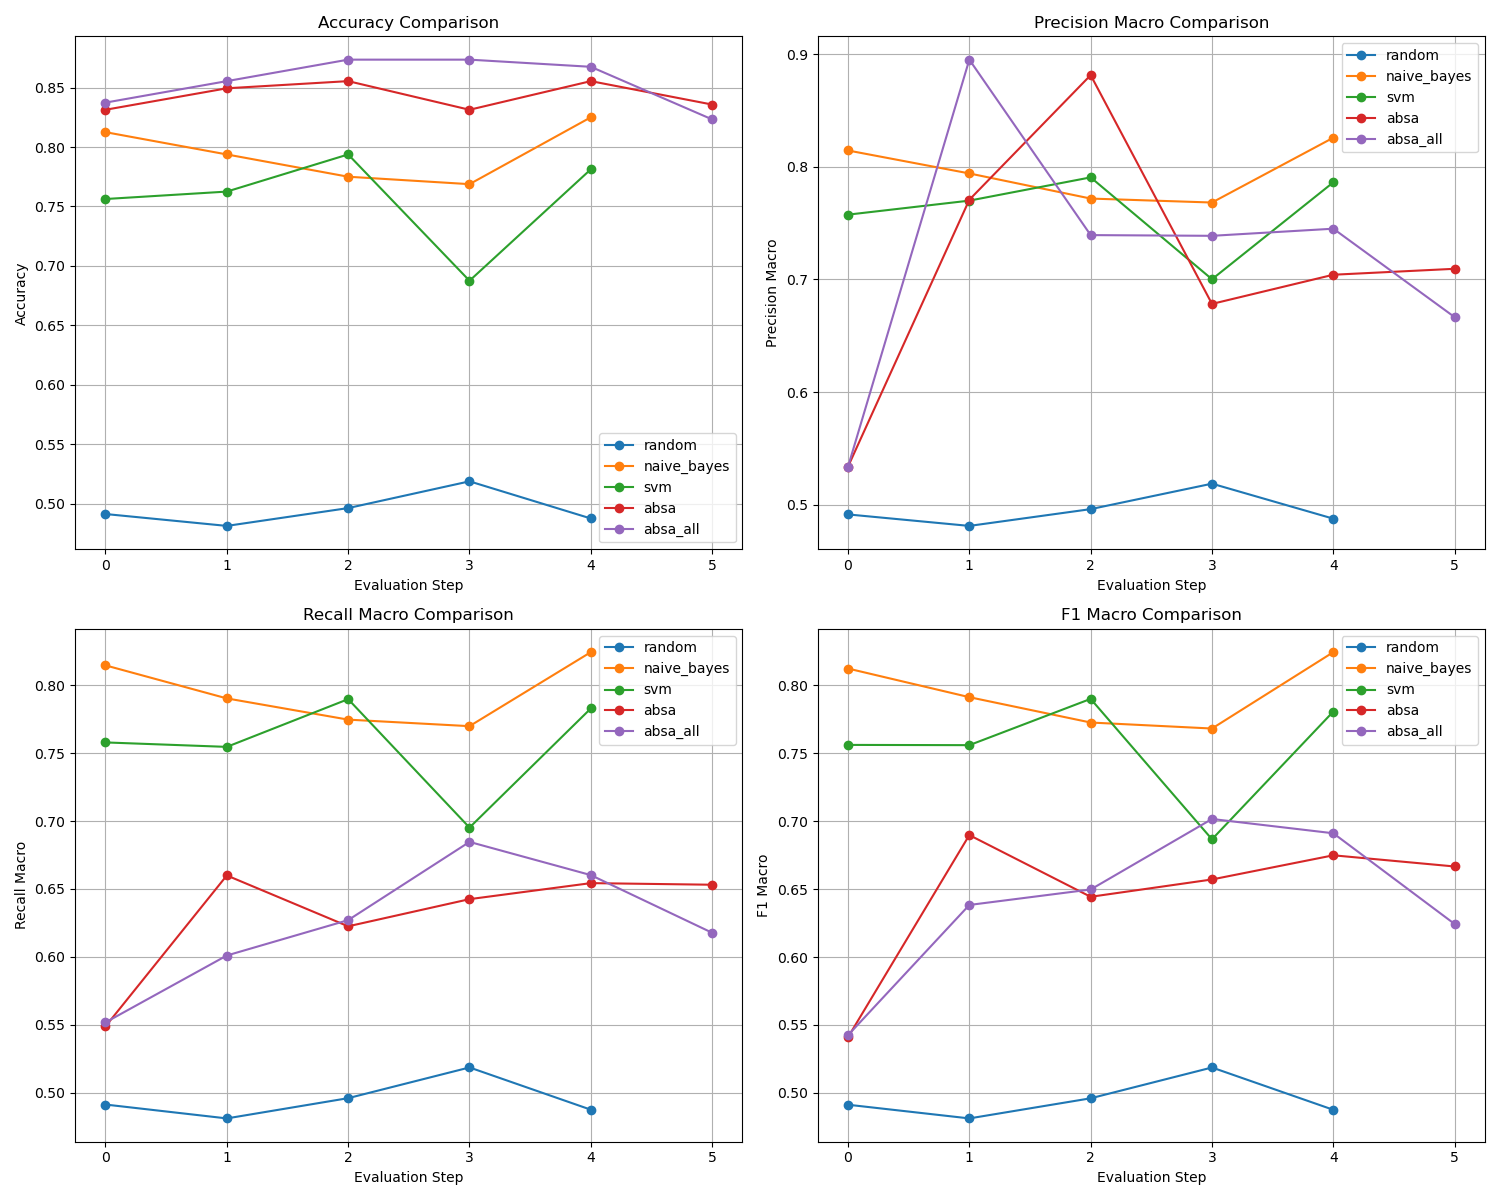 Accuracy Comparison
Accuracy
0.85
0.80
0.75
0.70
0.65
0.60
0.55
0.50
random
naive_bayes
svm
absa
absa_all
0 1 2 3 4 5
Evaluation Step
Precision Macro Comparison
Precision Macro
0.9
0.8
0.7
0.6
0.5
random
naive_bayes
svm
absa
absa_all
0 1 2 3 4 5
Evaluation Step
Recall Macro Comparison
Recall Macro
0.80
0.75
0.70
0.65
0.60
0.55
0.50
random
naive_bayes
svm
absa
absa_all
0 1 2 3 4 5
Evaluation Step
F1 Macro Comparison
F1 Macro
0.80
0.75
0.70
0.65
0.60
0.55
0.50
random
naive_bayes
svm
absa
absa_all
0 1 2 3 4 5
Evaluation Step